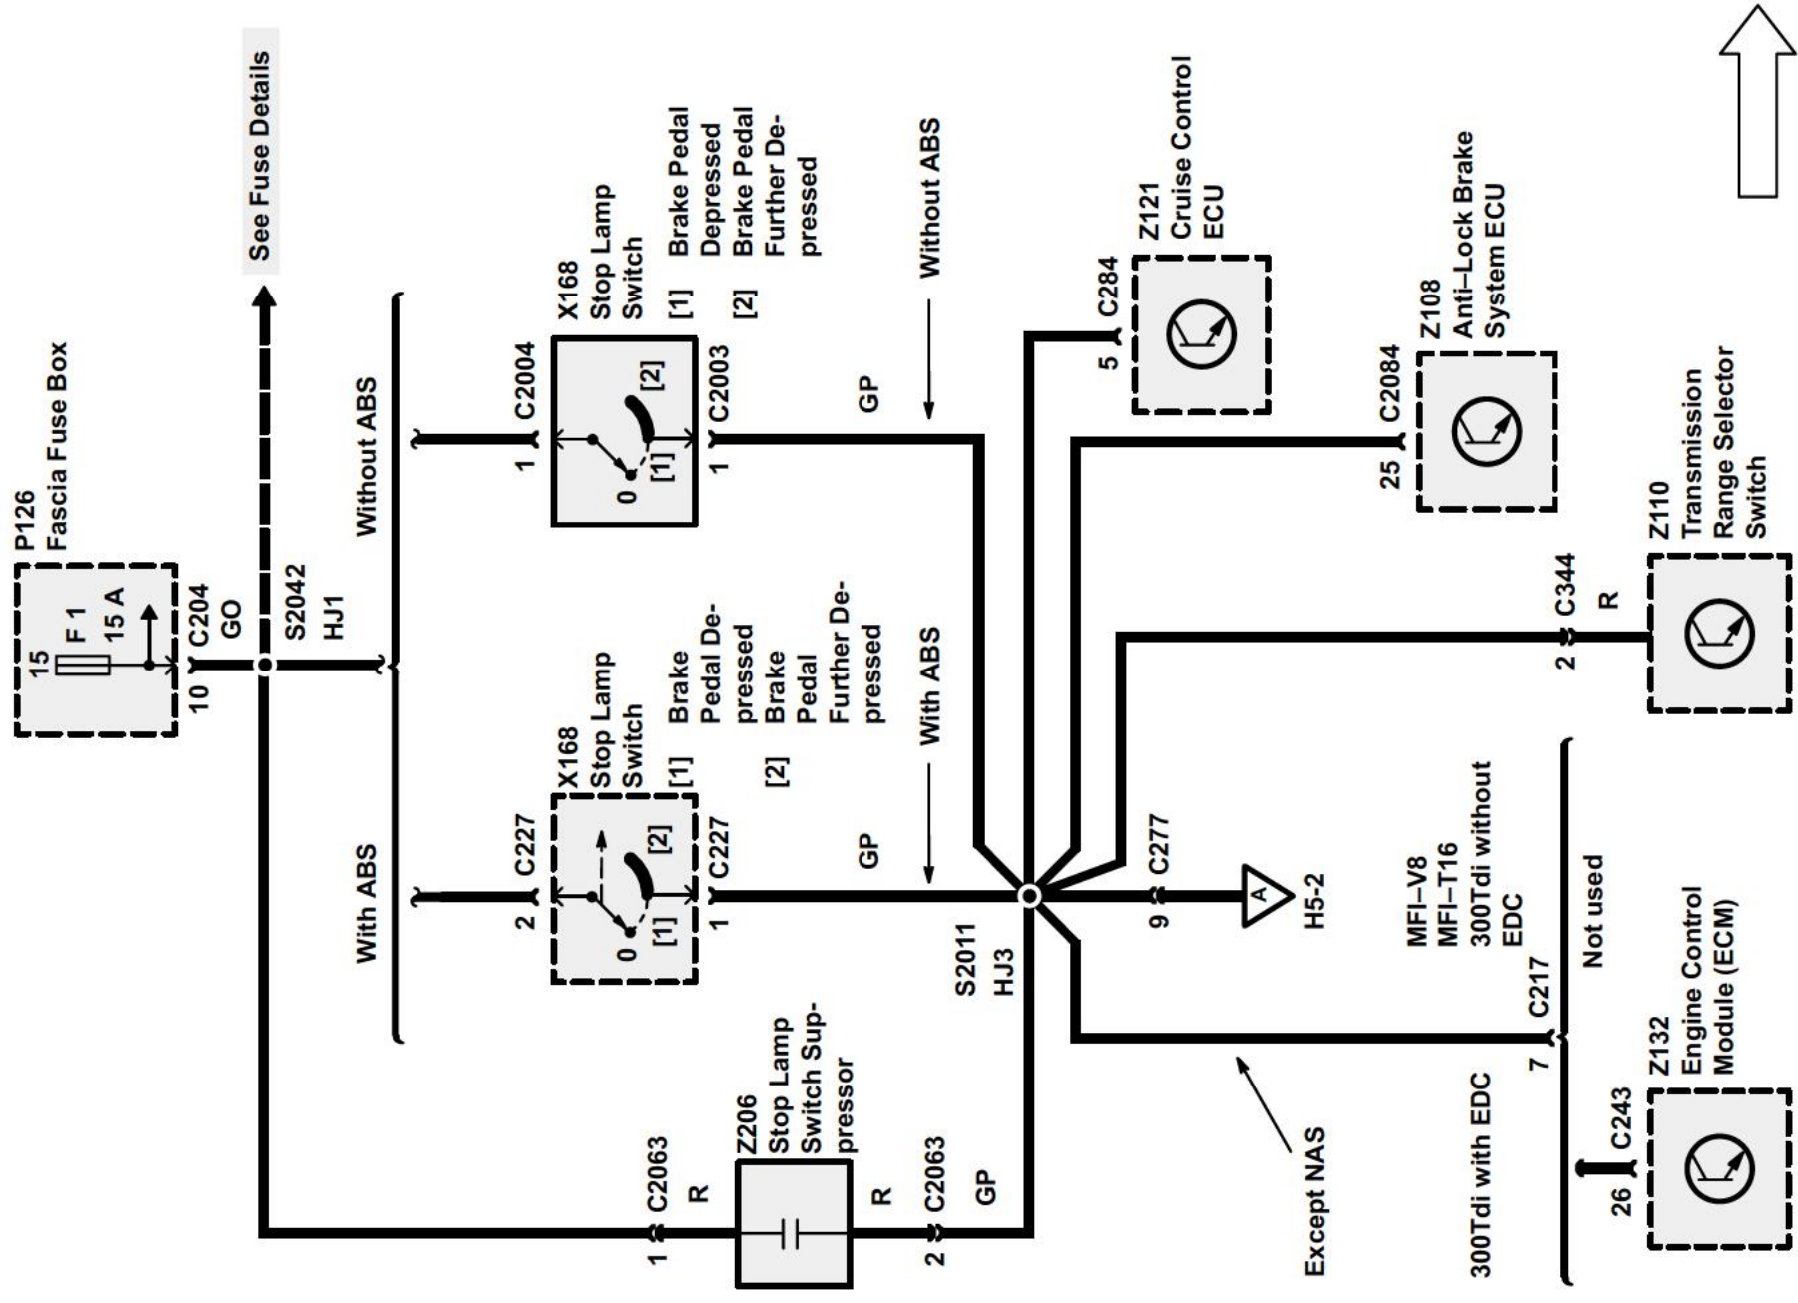 P126
Fascia Fuse Box
15
F 1
15 A
10
C204
GO
See Fuse Details
S2042
HJ1
With ABS
Without ABS
2
C227
X168
Stop Lamp
Switch
0
[1]
[2]
[1] Brake
Pedal De-
pressed
[2] Brake
Pedal
Further De-
pressed
1
C227
GP
With ABS
1
C2004
X168
Stop Lamp
Switch
0
[1]
[2]
[1] Brake Pedal
Depressed
[2] Brake Pedal
Further De-
pressed
1
C2003
GP
Without ABS
1
C2063
R
Z206
Stop Lamp
Switch Sup-
pressor
R
2
C2063
GP
S2011
HJ3
5
C284
Z121
Cruise Control
ECU
25
C2084
Z108
Anti–Lock Brake
System ECU
2
C344
R
Z110
Transmission
Range Selector
Switch
9
C277
A
H5-2
Except NAS
7
C217
300Tdi with EDC
MFI–V8
MFI–T16
300Tdi without
EDC
Not used
26
C243
Z132
Engine Control
Module (ECM)